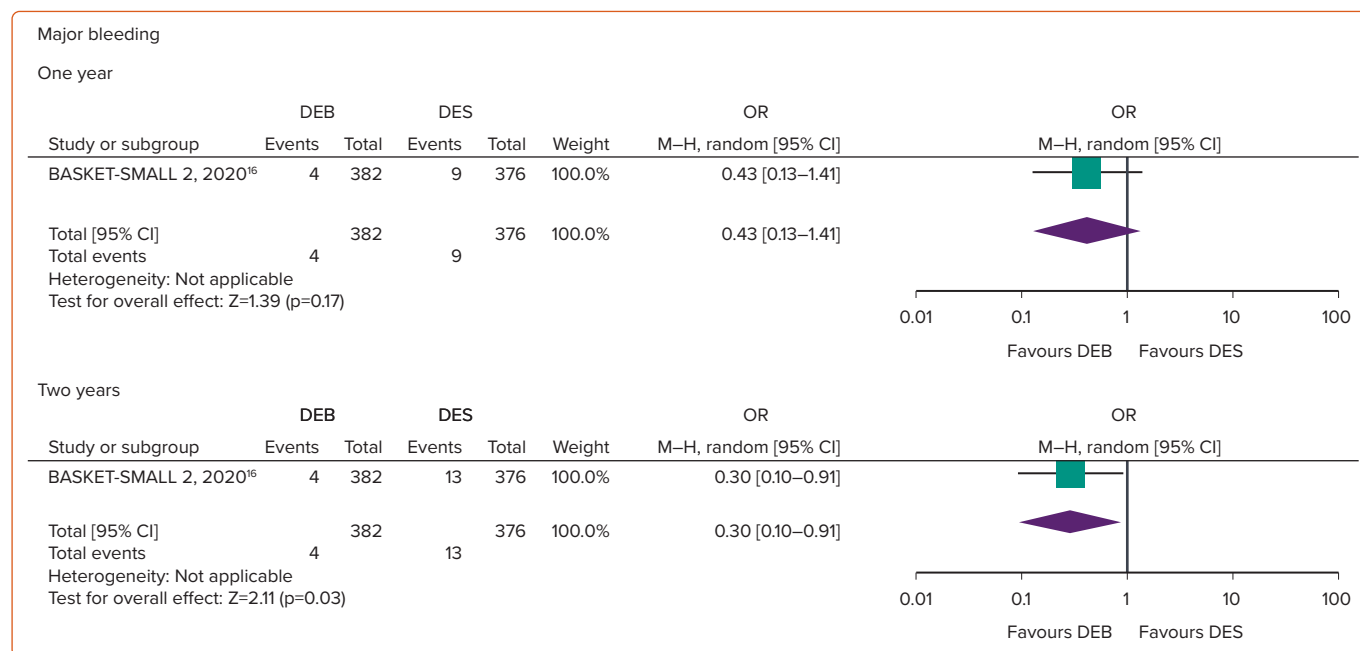 Major bleeding
One year
DEB DES OR OR
Study or subgroup Events Total Events Total Weight M–H, random [95% CI] M–H, random [95% CI]
BASKET-SMALL 2, 2020¹⁶ 4 382 9 376 100.0% 0.43 [0.13–1.41]
Total [95% CI] 382 376 100.0% 0.43 [0.13–1.41]
Total events 4 9
Heterogeneity: Not applicable
Test for overall effect: Z=1.39 (p=0.17)
0.01 0.1 1 10 100
Favours DEB Favours DES
Two years
DEB DES OR OR
Study or subgroup Events Total Events Total Weight M–H, random [95% CI] M–H, random [95% CI]
BASKET-SMALL 2, 2020¹⁶ 4 382 13 376 100.0% 0.30 [0.10–0.91]
Total [95% CI] 382 376 100.0% 0.30 [0.10–0.91]
Total events 4 13
Heterogeneity: Not applicable
Test for overall effect: Z=2.11 (p=0.03)
0.01 0.1 1 10 100
Favours DEB Favours DES